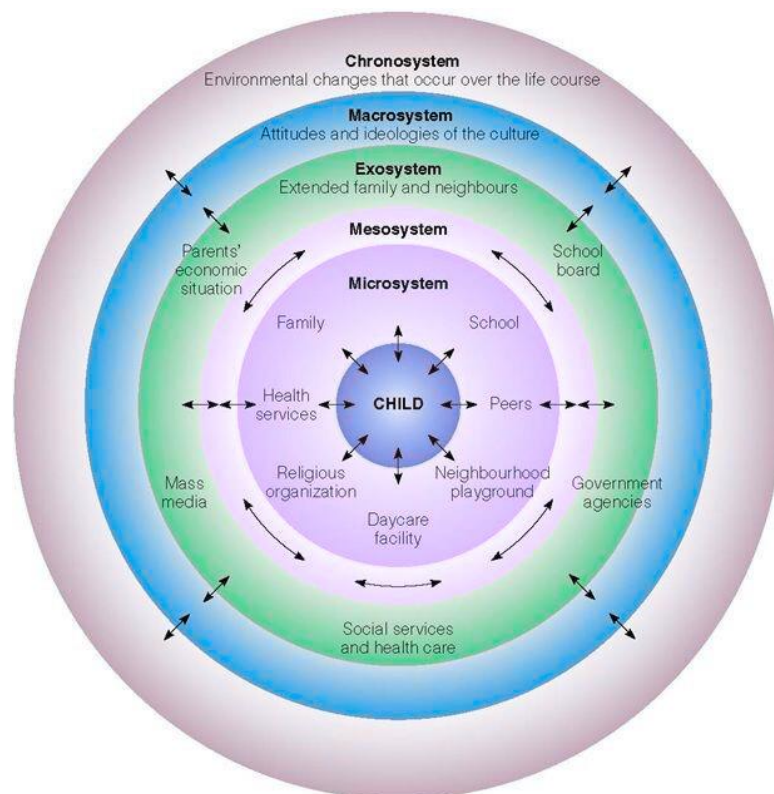 Chronosystem
Environmental changes that occur over the life course
Macrosystem
Attitudes and ideologies of the culture
Exosystem
Extended family and neighbours
Mesosystem
Parents'
economic
situation
School
board
Microsystem
Family
School
Health
services
CHILD
Peers
Religious
organization
Neighbourhood
playground
Mass
media
Government
agencies
Daycare
facility
Social services
and health care